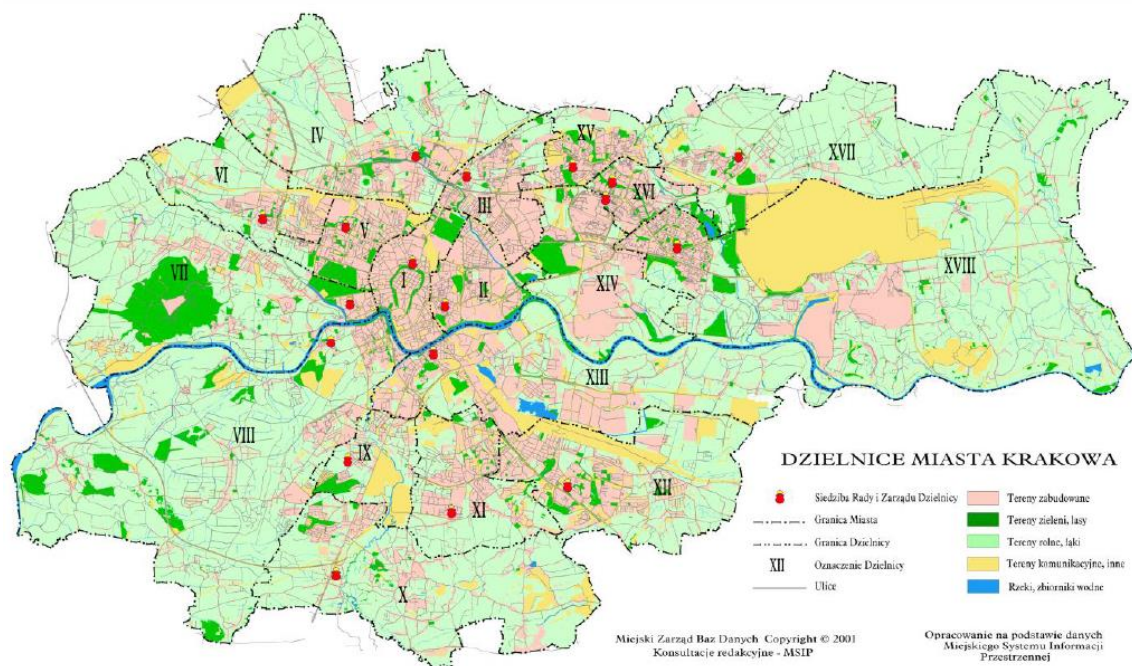 IV
XV
XVII
VI
XVI
III
V
VII
I
II
XIV
XVIII
XIII
VIII
IX
XII
XI
X
DZIELNICE MIASTA KRAKOWA
Siedziba Rady i Zarządu Dzielnicy
Granica Miasta
Granica Dzielnicy
XII Oznaczenie Dzielnicy
Ulice
Tereny zabudowane
Tereny zieleni, lasy
Tereny rolne, łąki
Tereny komunikacyjne, inne
Rzeki, zbiorniki wodne
Miejski Zarząd Baz Danych Copyright © 2001
Konsultacje redakcyjne - MSIP
Opracowanie na podstawie danych
Miejskiego Systemu Informacji
Przestrzennej